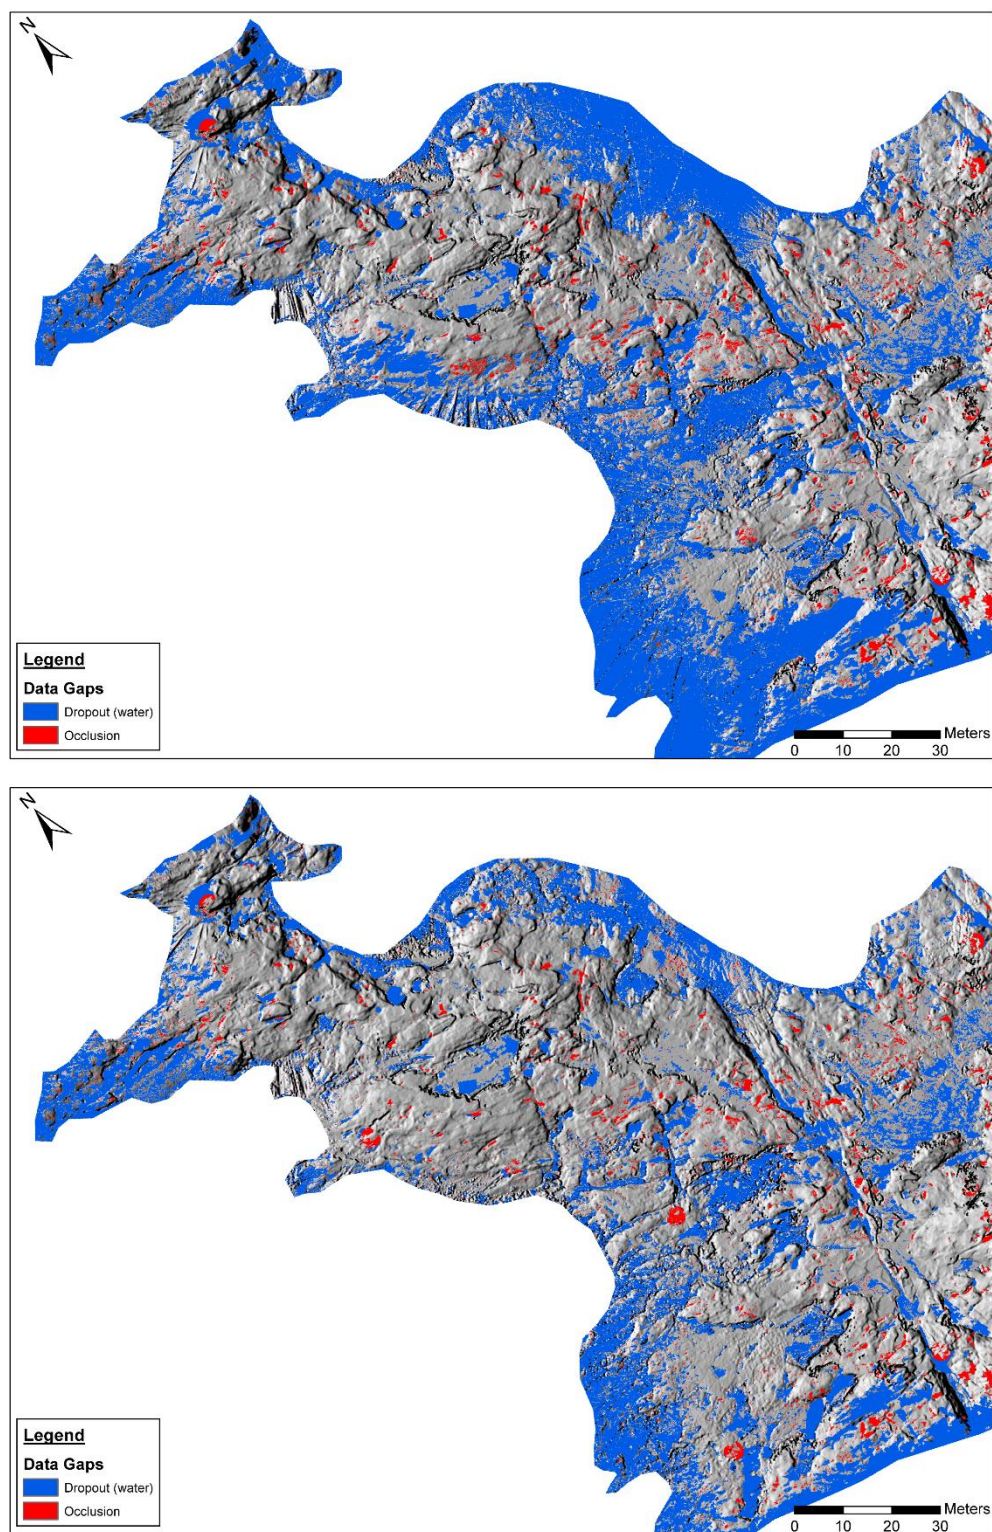 N
Legend
Data Gaps
Dropout (water)
Occlusion
Meters
0 10 20 30
N
Legend
Data Gaps
Dropout (water)
Occlusion
Meters
0 10 20 30